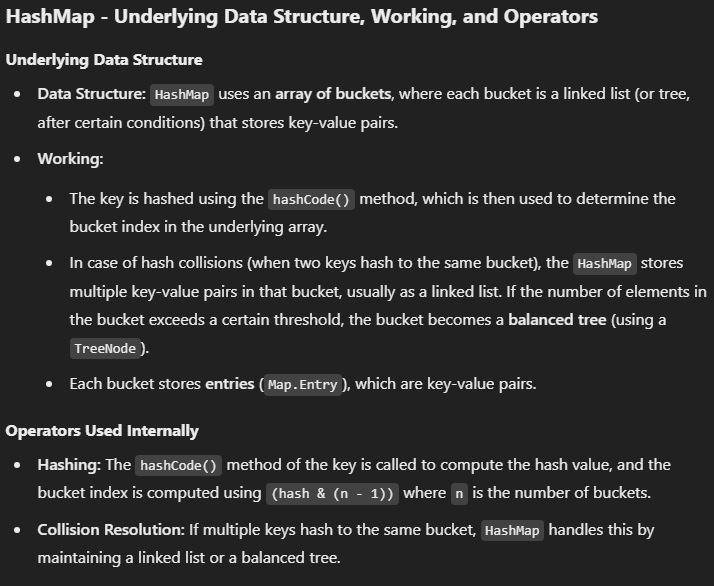 HashMap - Underlying Data Structure, Working, and Operators
Underlying Data Structure
• Data Structure: HashMap uses an array of buckets, where each bucket is a linked list (or tree,
after certain conditions) that stores key-value pairs.
• Working:
• The key is hashed using the hashCode() method, which is then used to determine the
bucket index in the underlying array.
• In case of hash collisions (when two keys hash to the same bucket), the HashMap stores
multiple key-value pairs in that bucket, usually as a linked list. If the number of elements in
the bucket exceeds a certain threshold, the bucket becomes a balanced tree (using a
TreeNode).
• Each bucket stores entries (Map.Entry), which are key-value pairs.
Operators Used Internally
• Hashing: The hashCode() method of the key is called to compute the hash value, and the
bucket index is computed using (hash & (n - 1)) where n is the number of buckets.
• Collision Resolution: If multiple keys hash to the same bucket, HashMap handles this by
maintaining a linked list or a balanced tree.